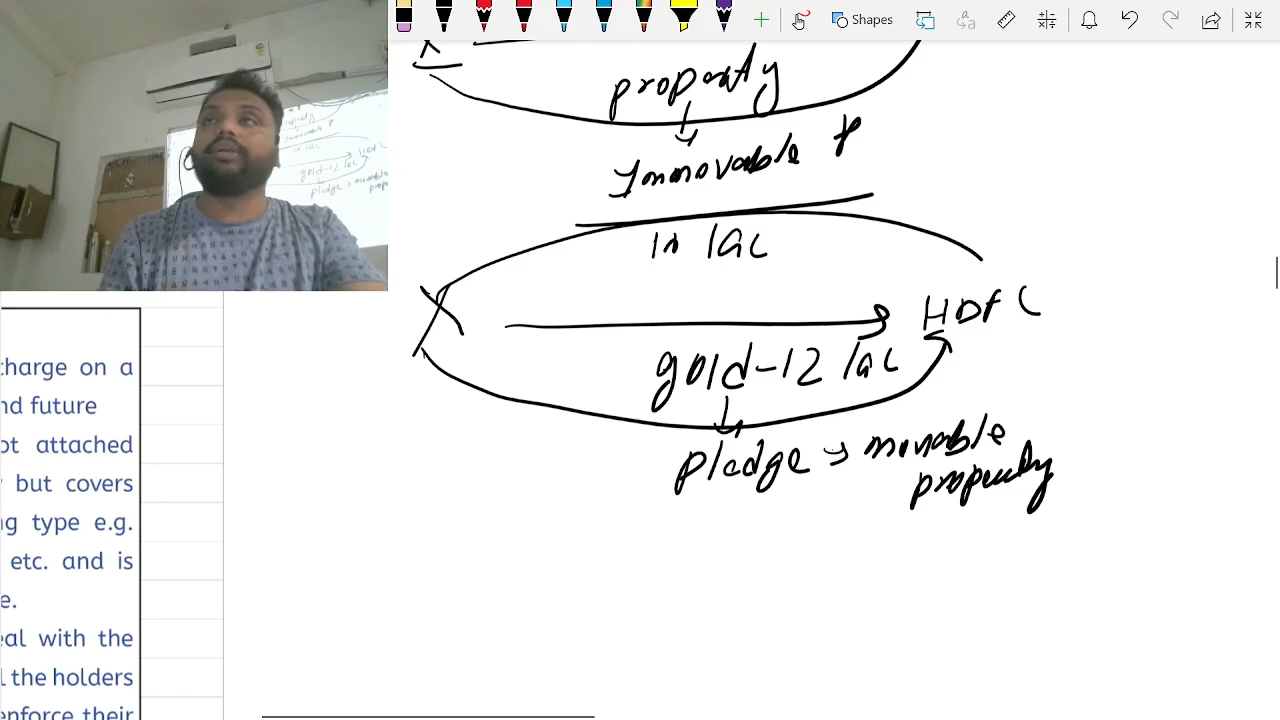 Shapes
X
property
Immovable P
in lac
X
HDFC
gold-12 lac
pledge → movable
property
charge on a
nd future
ot attached
but covers
ng type e.g.
etc. and is
e.
eal with the
l the holders
enforce their